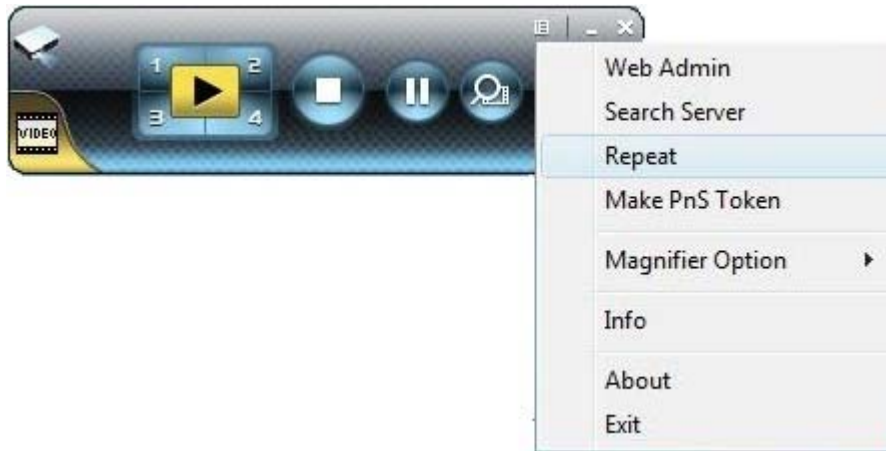 1 2
3 4
VIDEO
Web Admin
Search Server
Repeat
Make PnS Token
Magnifier Option
Info
About
Exit